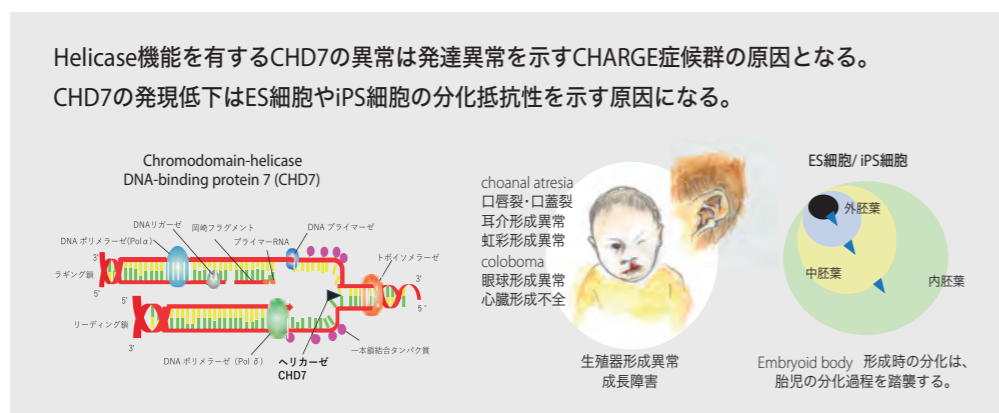 Helicase機能を有するCHD7の異常は発達異常を示すCHARGE症候群の原因となる。
CHD7の発現低下はES細胞やiPS細胞の分化抵抗性を示す原因になる。
Chromodomain-helicase
DNA-binding protein 7 (CHD7)
DNAリガーゼ
岡崎フラグメント
DNA プライマーゼ
DNA ポリメラーゼ(Polα)
プライマーRNA
トポイソメラーゼ
3'
3'
ラギング鎖
5'
5'
5'
リーディング鎖
3'
DNA ポリメラーゼ (Pol δ)
ヘリカーゼ
CHD7
一本鎖結合タンパク質
choanal atresia
口唇裂・口蓋裂
耳介形成異常
虹彩形成異常
coloboma
眼球形成異常
心臓形成不全
生殖器形成異常
成長障害
ES細胞/ iPS細胞
外胚葉
中胚葉
内胚葉
Embryoid body 形成時の分化は、
胎児の分化過程を踏襲する。